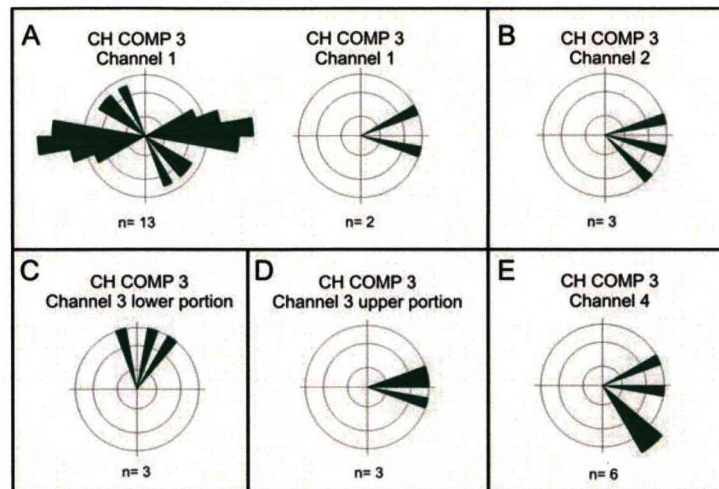 A
CH COMP 3
Channel 1
n= 13
CH COMP 3
Channel 1
n= 2
B
CH COMP 3
Channel 2
n= 3
C
CH COMP 3
Channel 3 lower portion
n= 3
D
CH COMP 3
Channel 3 upper portion
n= 3
E
CH COMP 3
Channel 4
n= 6